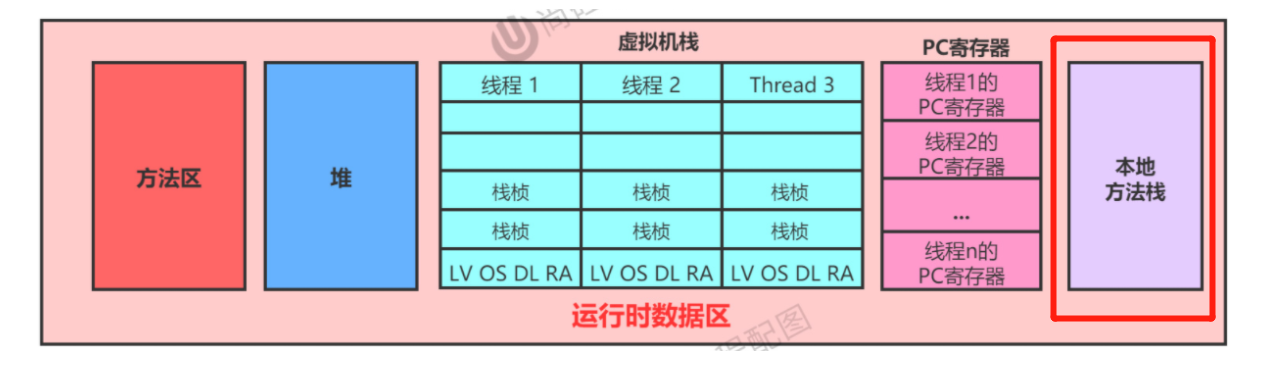 虚拟机栈
PC寄存器
方法区
堆
线程 1
线程 2
Thread 3
栈桢
栈桢
栈桢
栈桢
栈桢
栈桢
LV OS DL RA
LV OS DL RA
LV OS DL RA
线程1的
PC寄存器
线程2的
PC寄存器
...
线程n的
PC寄存器
本地
方法栈
运行时数据区